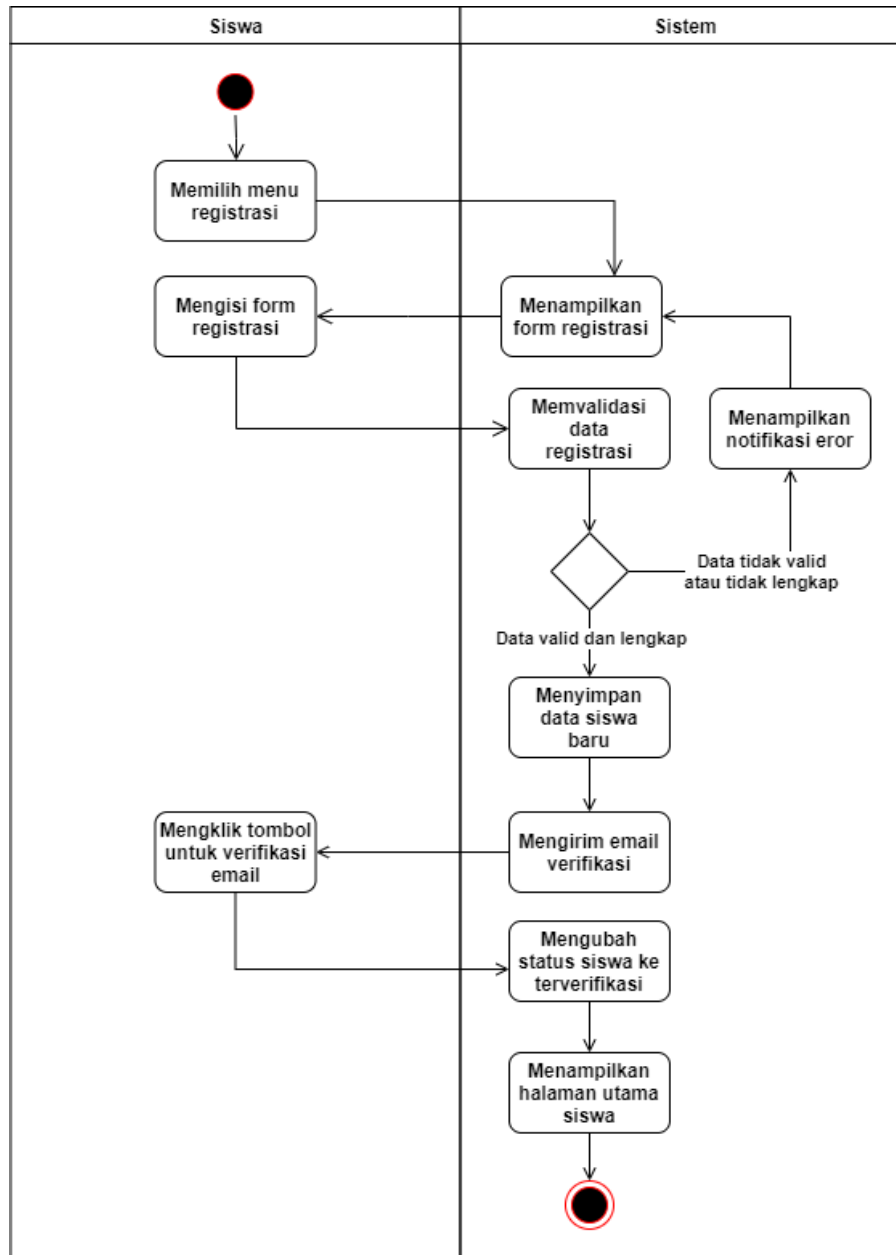 Siswa
Sistem
Memilih menu
registrasi
Mengisi form
registrasi
Menampilkan
form registrasi
Memvalidasi
data
registrasi
Menampilkan
notifikasi eror
Data tidak valid
atau tidak lengkap
Data valid dan lengkap
Menyimpan
data siswa
baru
Mengklik tombol
untuk verifikasi
email
Mengirim email
verifikasi
Mengubah
status siswa ke
terverifikasi
Menampilkan
halaman utama
siswa